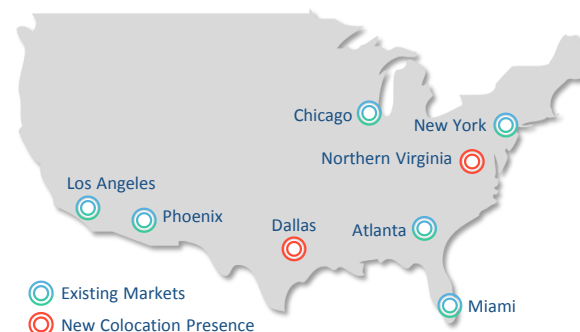 Chicago
New York
Northern Virginia
Los Angeles
Phoenix
Dallas
Atlanta
Existing Markets
Miami
New Colocation Presence